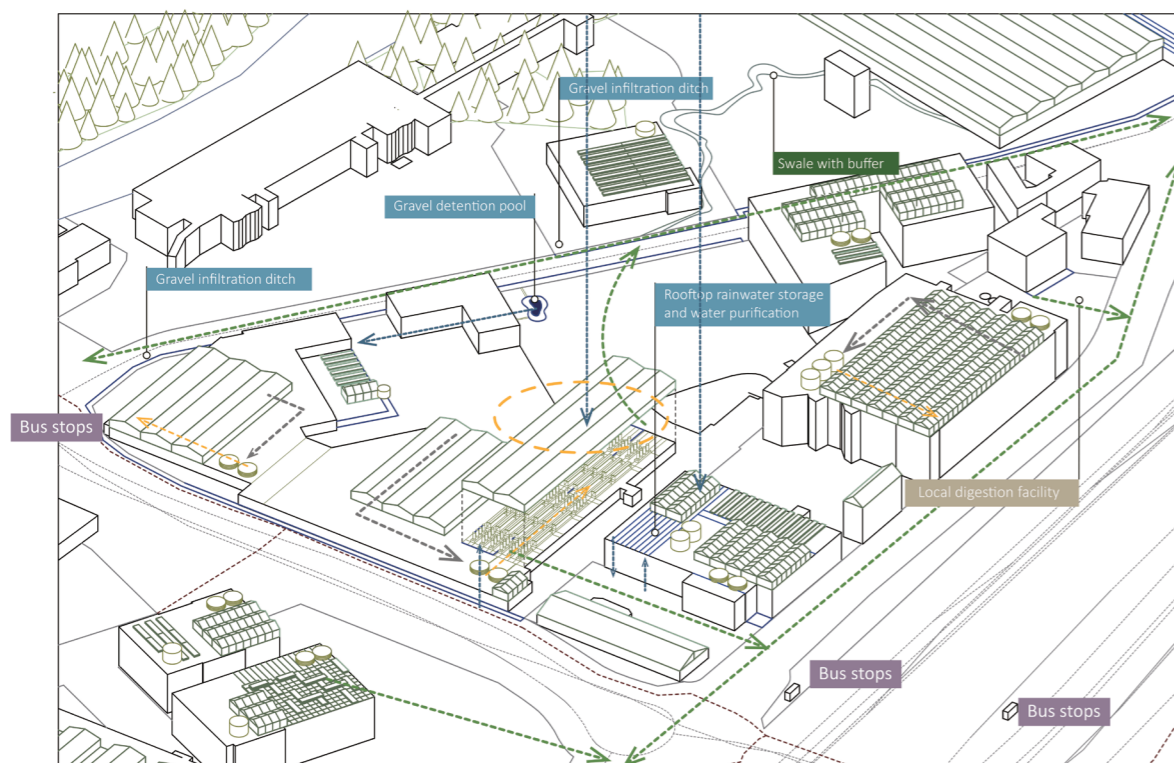 Gravel infiltration ditch
Swale with buffer
Gravel detention pool
Gravel infiltration ditch
Rooftop rainwater storage
and water purification
Bus stops
Local digestion facility
Bus stops
Bus stops